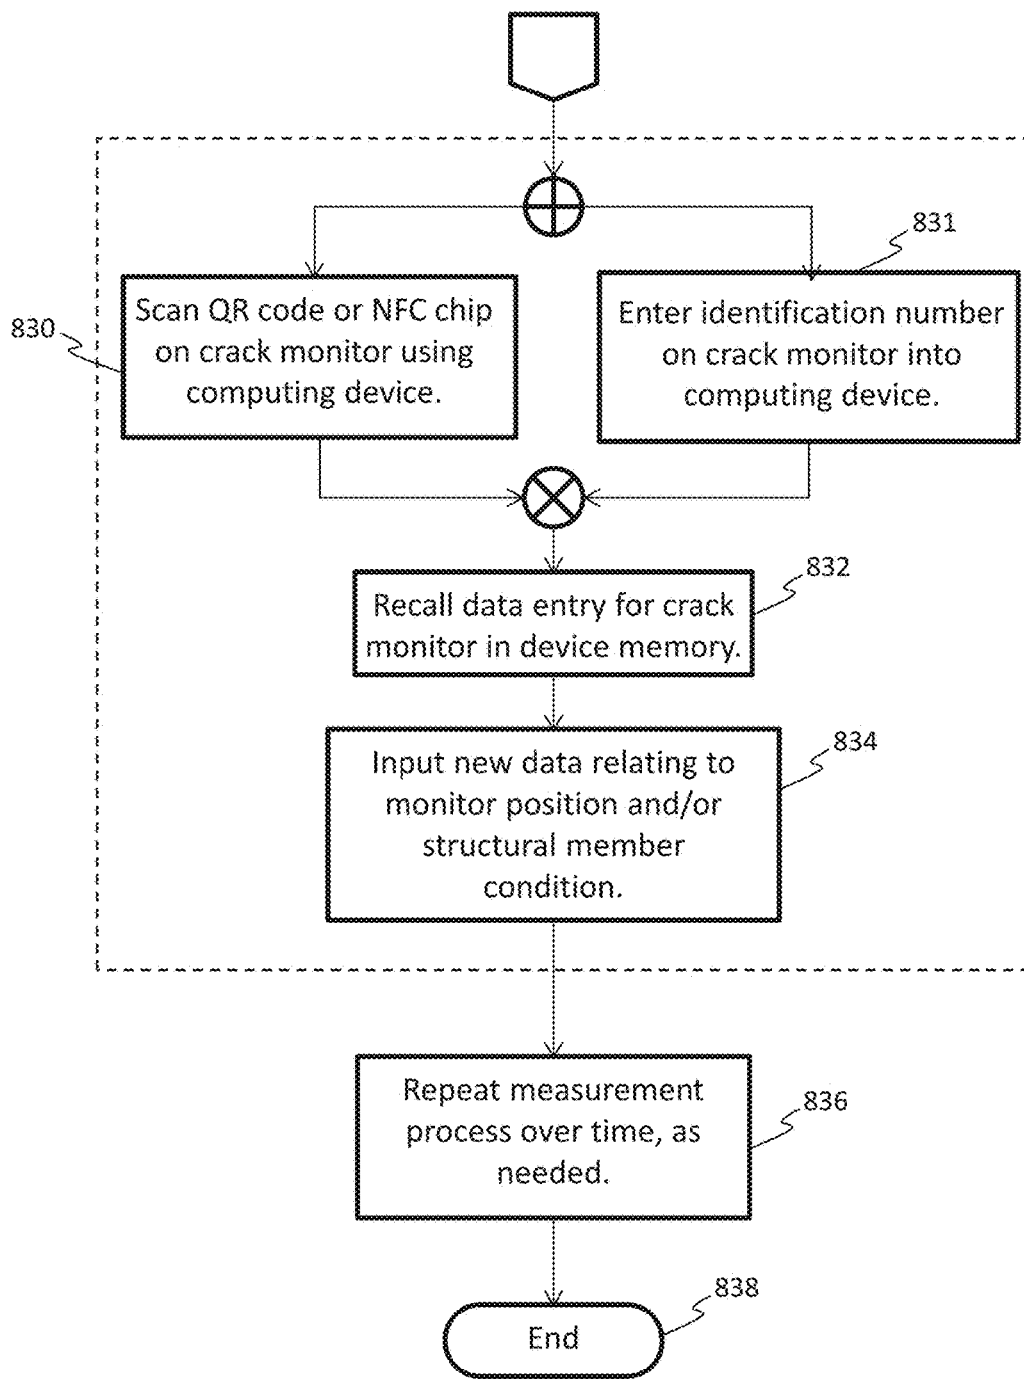 831
830
Scan QR code or NFC chip
on crack monitor using
computing device.
Enter identification number
on crack monitor into
computing device.
832
Recall data entry for crack
monitor in device memory.
834
Input new data relating to
monitor position and/or
structural member
condition.
836
Repeat measurement
process over time, as
needed.
838
End